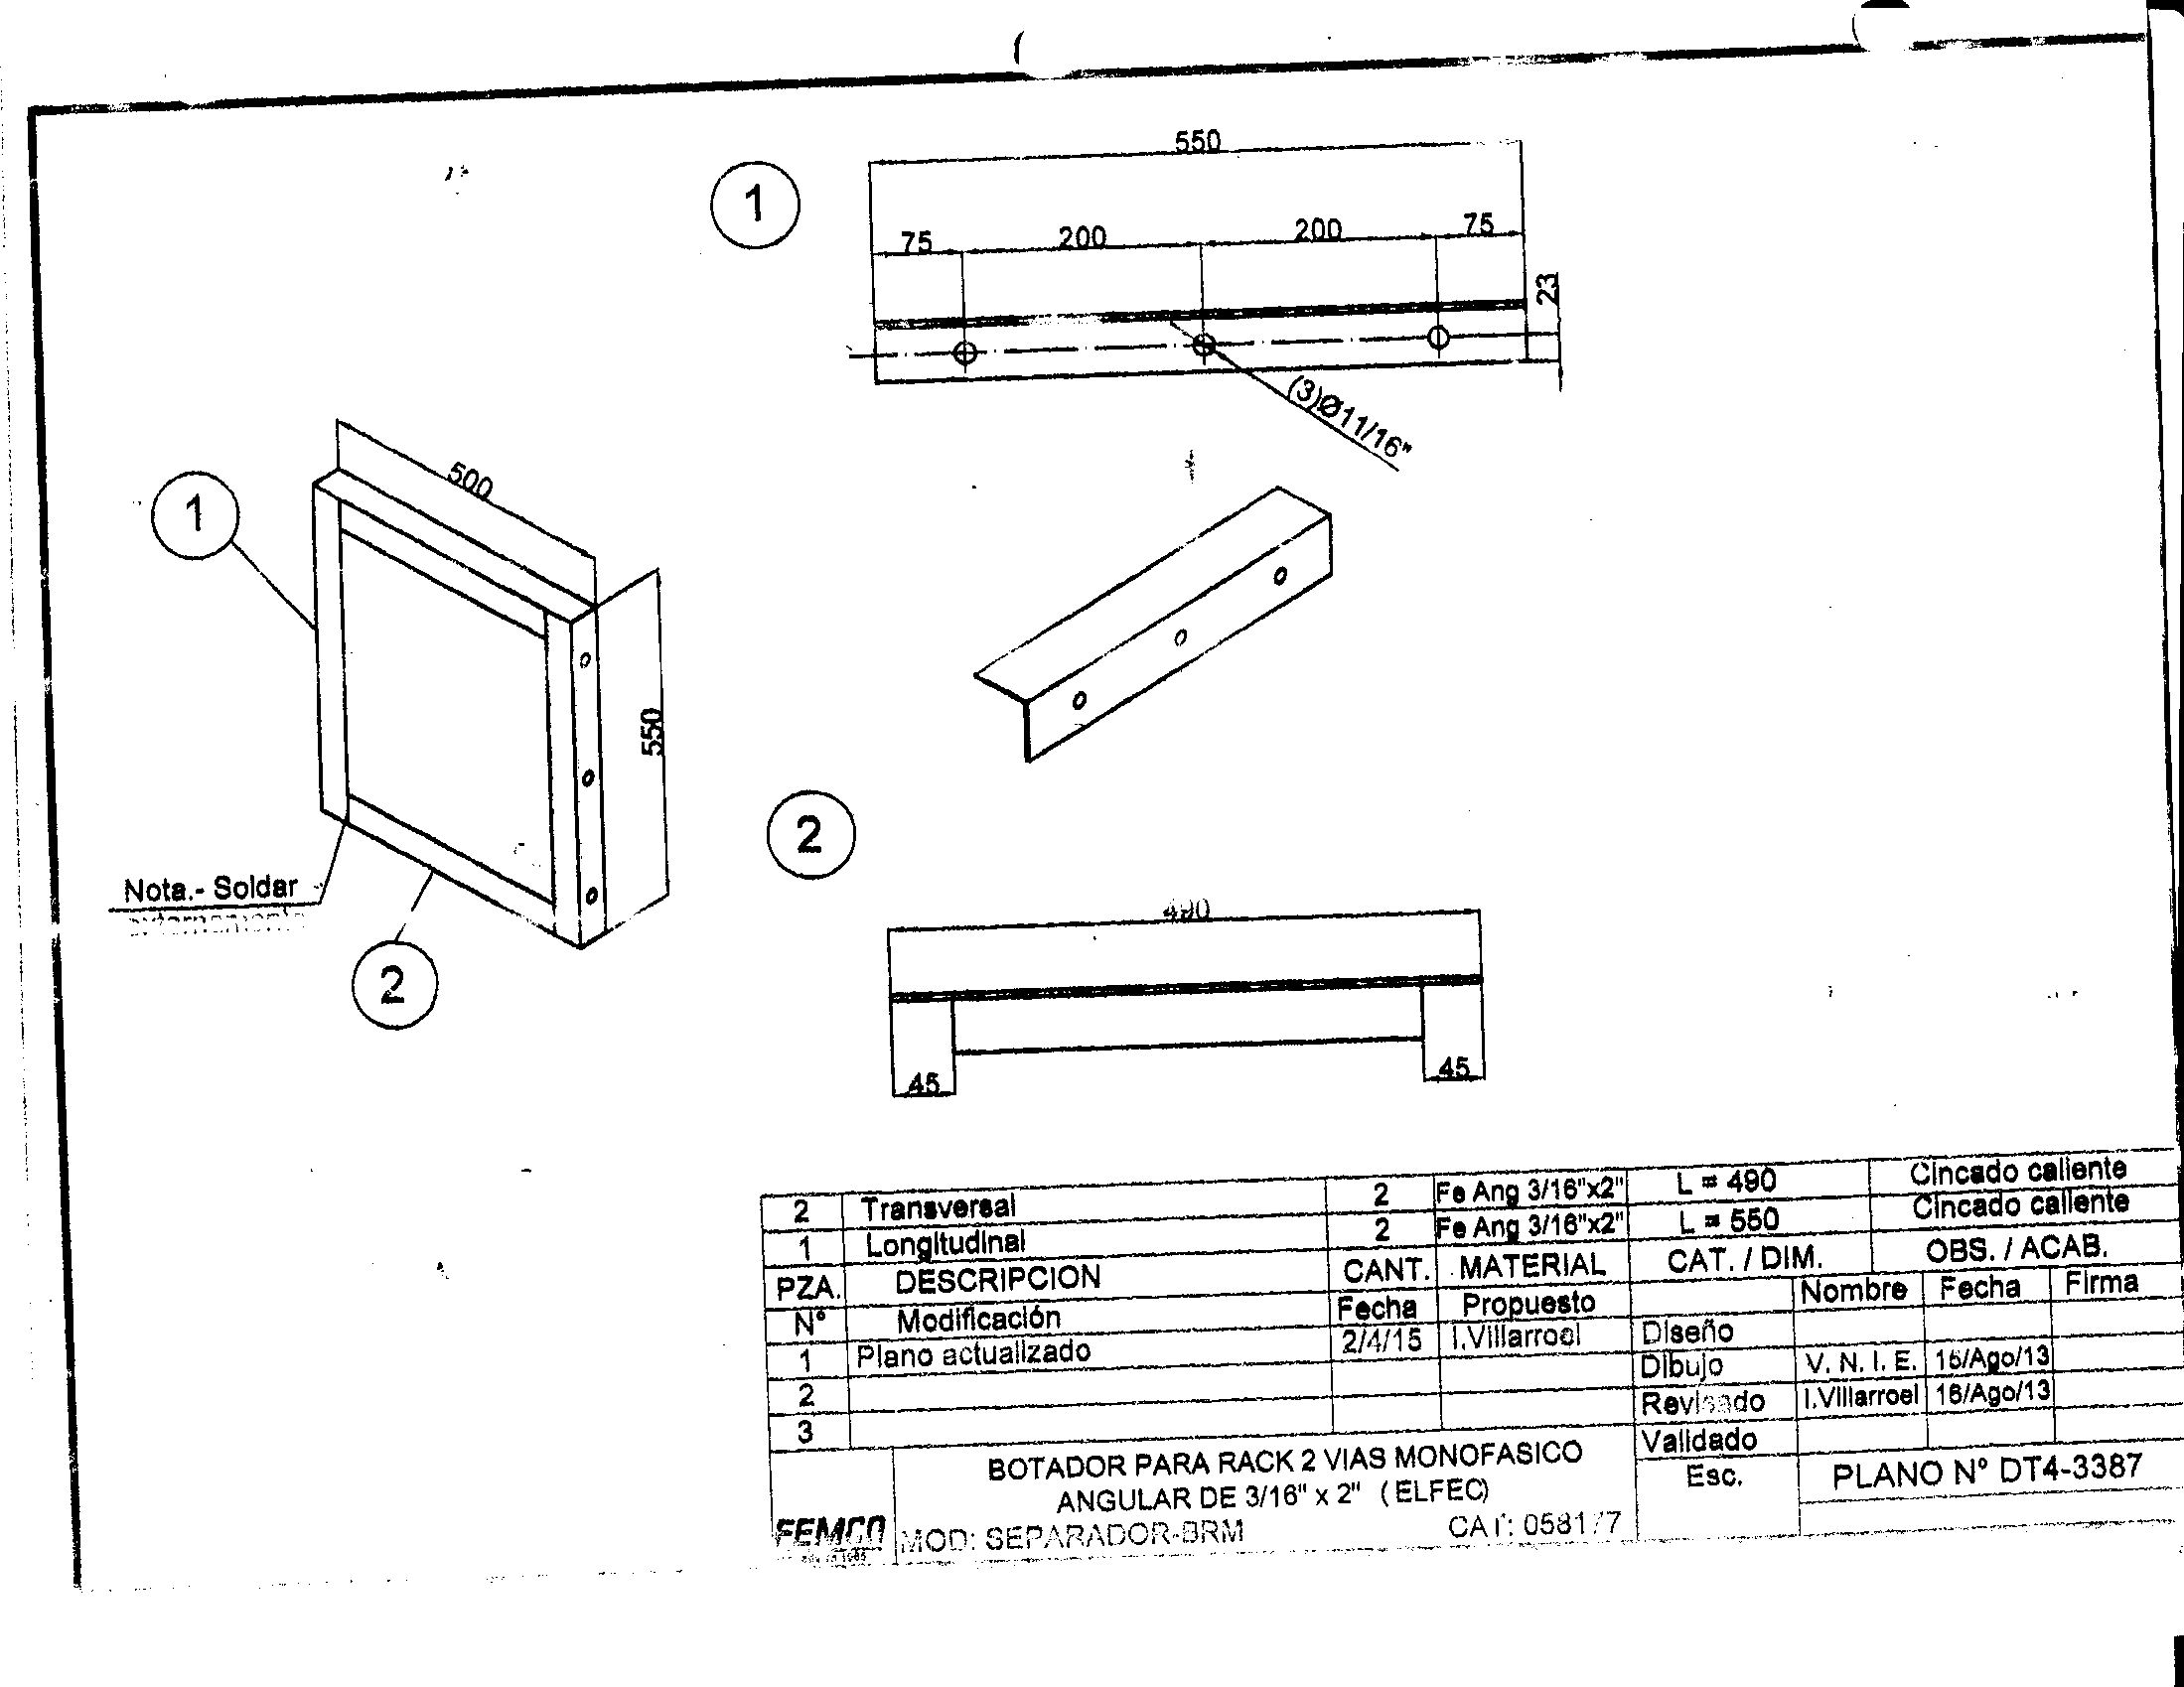 550
1
75 200 200 75
23
(3)Ø11/16"
500
1
550
2
Nota.- Soldar
externamente
2
490
45 45
2 Transversal 2 Fe Ang 3/16"x2" L = 490 Cincado caliente
1 Longitudinal 2 Fe Ang 3/16"x2" L = 550 Cincado caliente
PZA. DESCRIPCION CANT. MATERIAL CAT. / DIM. OBS. / ACAB.
Nº Modificación Fecha Propuesto Nombre Fecha Firma
1 Plano actualizado 2/4/15 I.Villarroel Diseño
2 Dibujo V. N. I. E. 15/Ago/13
3 Revisado I.Villarroel 16/Ago/13
Validado
BOTADOR PARA RACK 2 VIAS MONOFASICO
ANGULAR DE 3/16" x 2" (ELFEC)
Esc. PLANO Nº DT4-3387
FEMCO MOD: SEPARADOR-BRM CAT: 058177